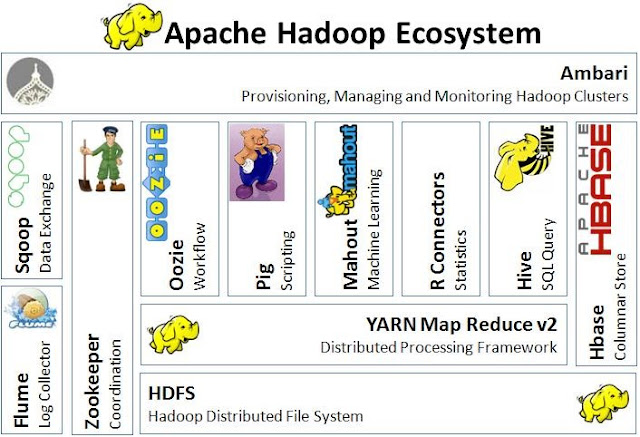 Apache Hadoop Ecosystem
Ambari
Provisioning, Managing and Monitoring Hadoop Clusters
sqoop
Sqoop
Data Exchange
flume
Flume
Log Collector
Zookeeper
Coordination
OOZIE
Oozie
Workflow
Pig
Scripting
mahout
Mahout
Machine Learning
R Connectors
Statistics
HIVE
Hive
SQL Query
APACHE
HBASE
Hbase
Columnar Store
YARN Map Reduce v2
Distributed Processing Framework
HDFS
Hadoop Distributed File System